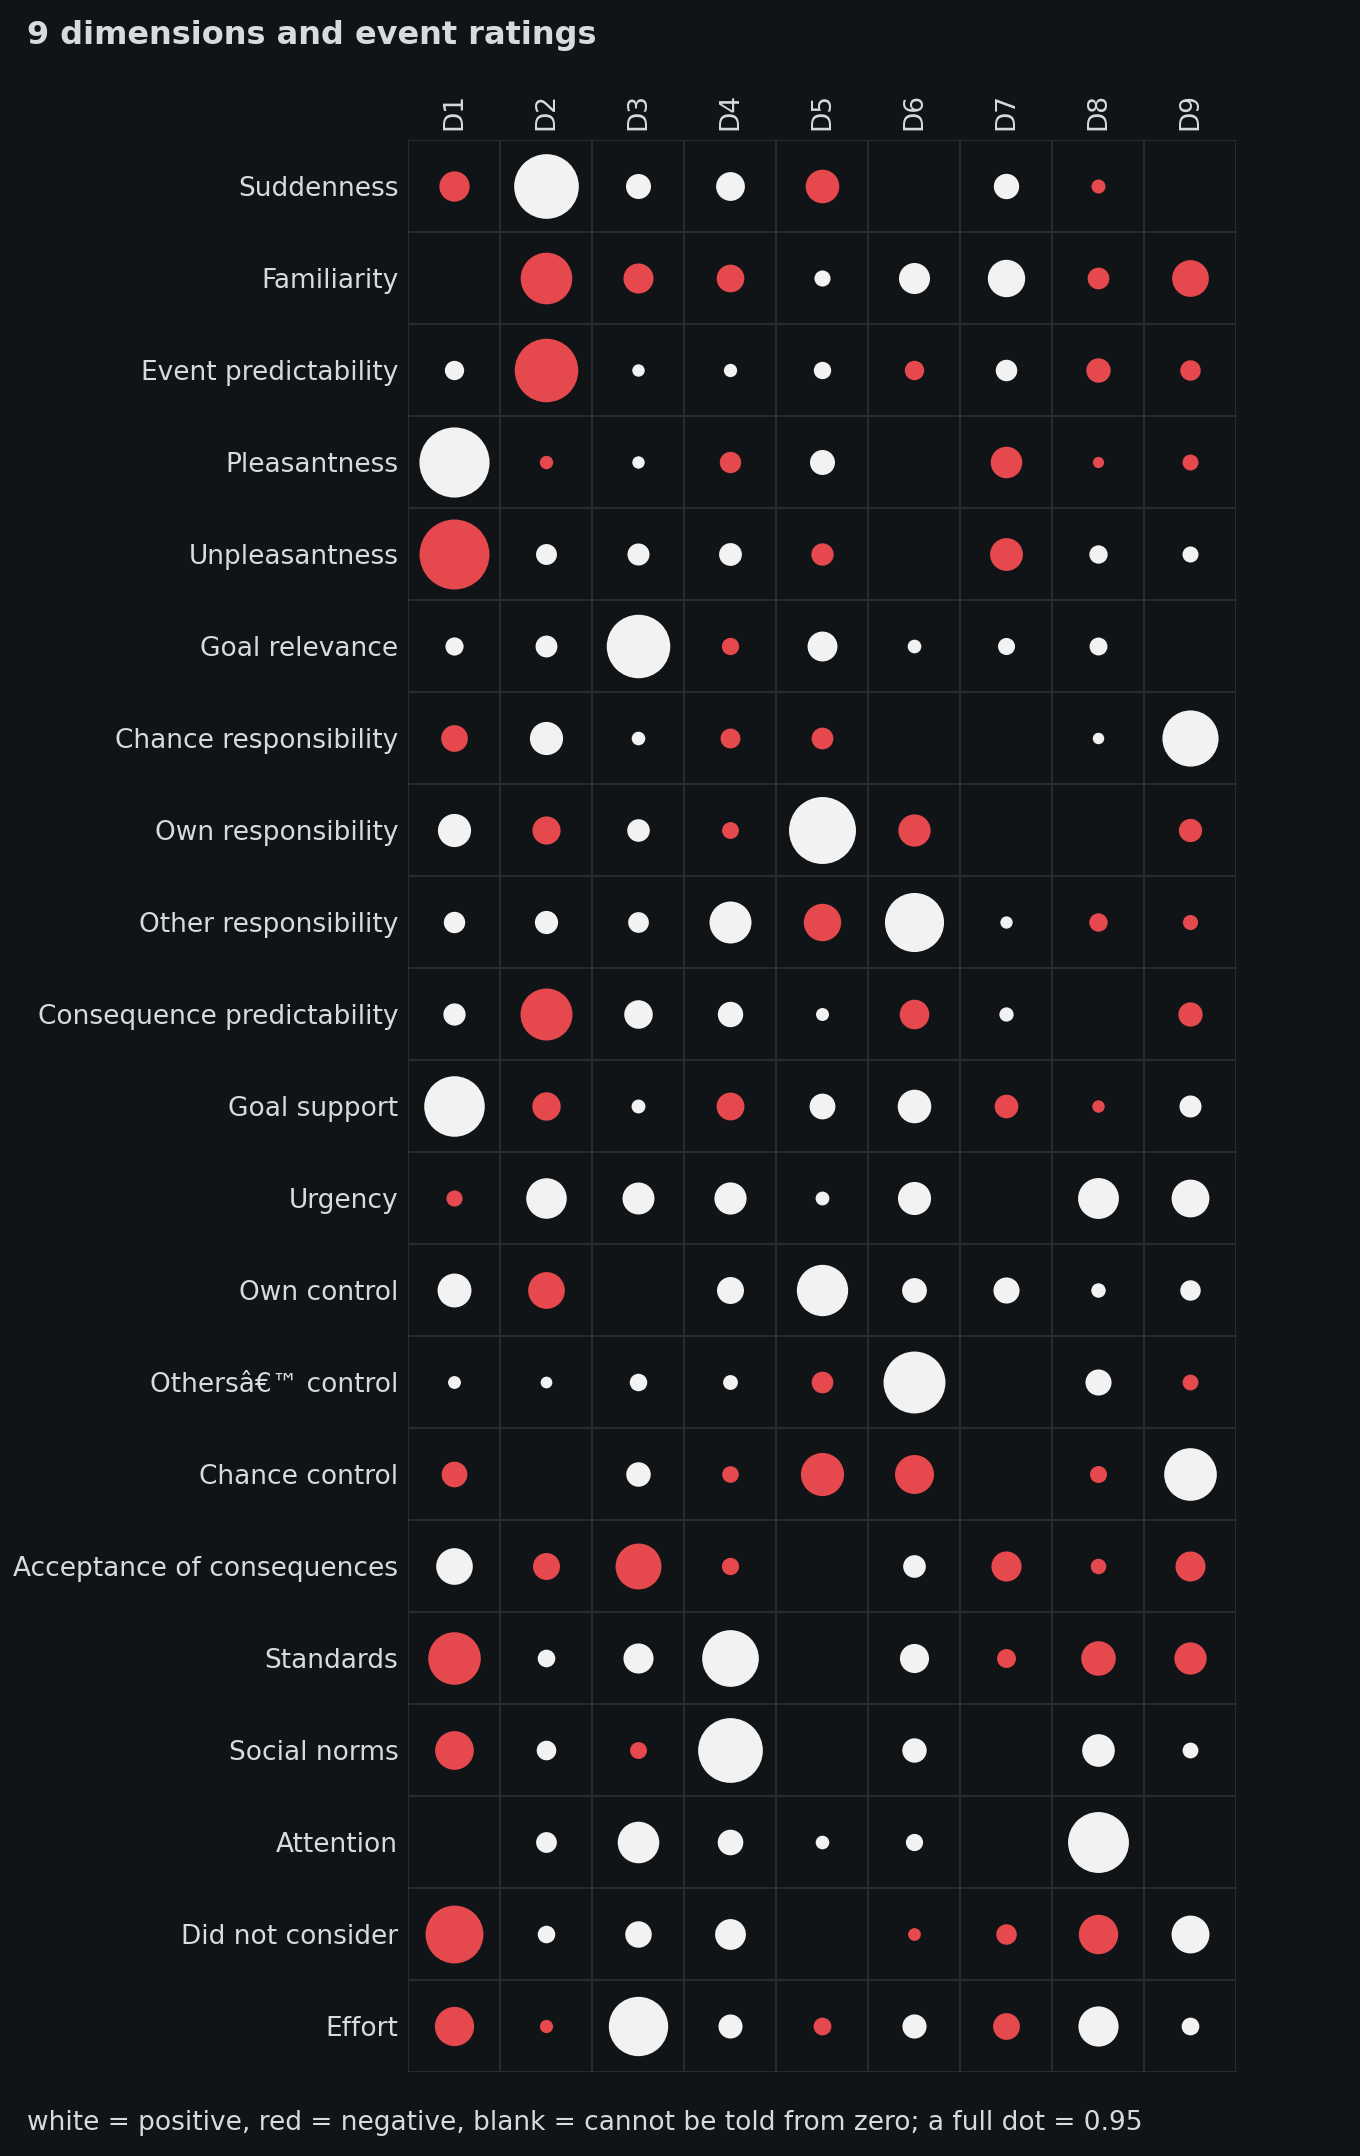 9 dimensions and event ratings
D1 D2 D3 D4 D5 D6 D7 D8 D9
Suddenness
Familiarity
Event predictability
Pleasantness
Unpleasantness
Goal relevance
Chance responsibility
Own responsibility
Other responsibility
Consequence predictability
Goal support
Urgency
Own control
Othersâ€™ control
Chance control
Acceptance of consequences
Standards
Social norms
Attention
Did not consider
Effort
white = positive, red = negative, blank = cannot be told from zero; a full dot = 0.95